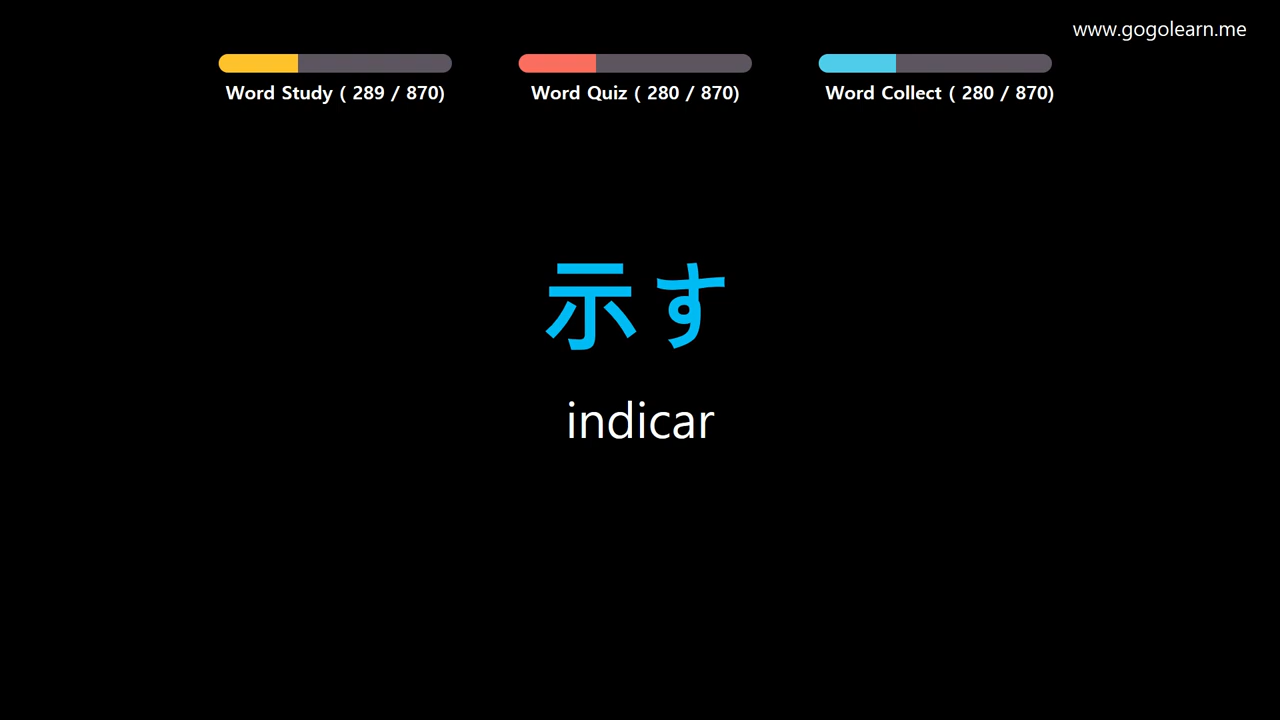 www.gogolearn.me
Word Study ( 289 / 870)
Word Quiz ( 280 / 870)
Word Collect ( 280 / 870)
示す
indicar